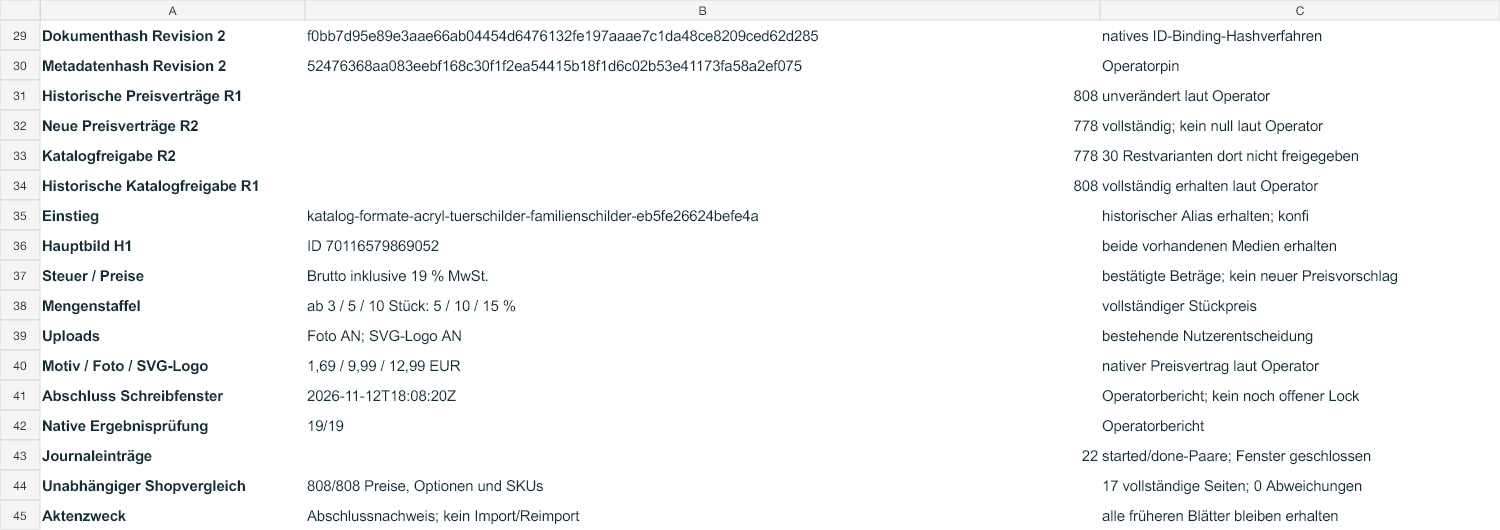 A B C
29 Dokumenthash Revision 2 f0bb7d95e89e3aae66ab04454d6476132fe197aaae7c1da48ce8209ced62d285 natives ID-Binding-Hashverfahren
30 Metadatenhash Revision 2 52476368aa083eebf168c30f1f2ea54415b18f1d6c02b53e41173fa58a2ef075 Operatorpin
31 Historische Preisverträge R1 808 unverändert laut Operator
32 Neue Preisverträge R2 778 vollständig; kein null laut Operator
33 Katalogfreigabe R2 778 30 Restvarianten dort nicht freigegeben
34 Historische Katalogfreigabe R1 808 vollständig erhalten laut Operator
35 Einstieg katalog-formate-acryl-tuerschilder-familienschilder-eb5fe26624befe4a historischer Alias erhalten; konfi
36 Hauptbild H1 ID 70116579869052 beide vorhandenen Medien erhalten
37 Steuer / Preise Brutto inklusive 19 % MwSt. bestätigte Beträge; kein neuer Preisvorschlag
38 Mengenstaffel ab 3 / 5 / 10 Stück: 5 / 10 / 15 % vollständiger Stückpreis
39 Uploads Foto AN; SVG-Logo AN bestehende Nutzerentscheidung
40 Motiv / Foto / SVG-Logo 1,69 / 9,99 / 12,99 EUR nativer Preisvertrag laut Operator
41 Abschluss Schreibfenster 2026-11-12T18:08:20Z Operatorbericht; kein noch offener Lock
42 Native Ergebnisprüfung 19/19 Operatorbericht
43 Journaleinträge 22 started/done-Paare; Fenster geschlossen
44 Unabhängiger Shopvergleich 808/808 Preise, Optionen und SKUs 17 vollständige Seiten; 0 Abweichungen
45 Aktenzweck Abschlussnachweis; kein Import/Reimport alle früheren Blätter bleiben erhalten